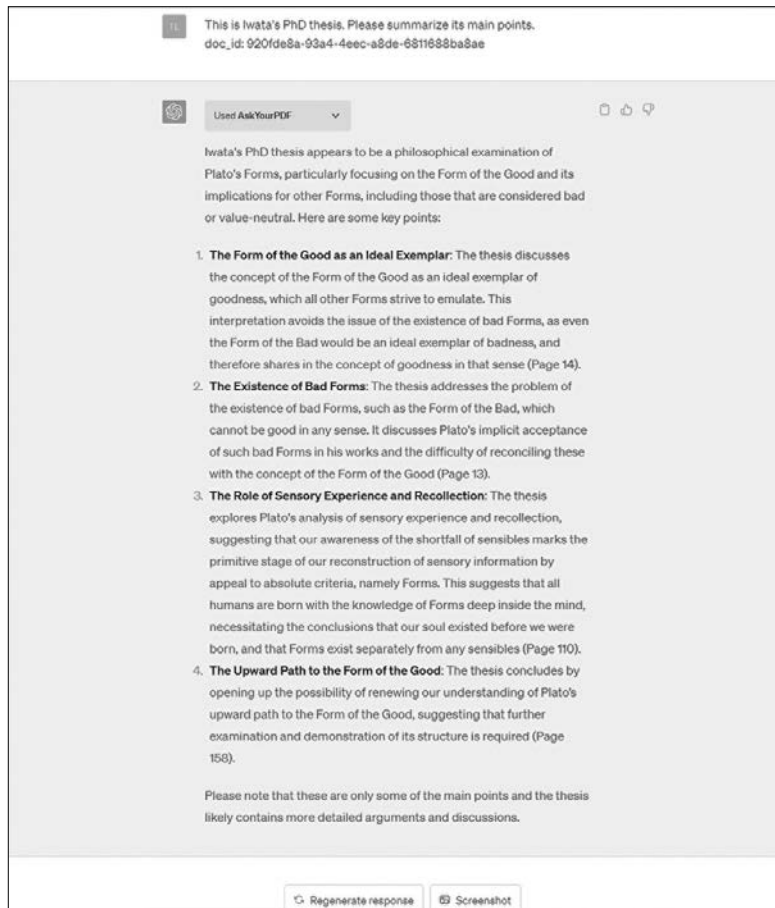 TL
This is Iwata's PhD thesis. Please summarize its main points.
doc_id: 920fde8a-93a4-4eec-a8de-6811688ba8ae
Used AskYourPDF
Iwata's PhD thesis appears to be a philosophical examination of
Plato's Forms, particularly focusing on the Form of the Good and its
implications for other Forms, including those that are considered bad
or value-neutral. Here are some key points:
1. The Form of the Good as an Ideal Exemplar: The thesis discusses
the concept of the Form of the Good as an ideal exemplar of
goodness, which all other Forms strive to emulate. This
interpretation avoids the issue of the existence of bad Forms, as even
the Form of the Bad would be an ideal exemplar of badness, and
therefore shares in the concept of goodness in that sense (Page 14).
2. The Existence of Bad Forms: The thesis addresses the problem of
the existence of bad Forms, such as the Form of the Bad, which
cannot be good in any sense. It discusses Plato's implicit acceptance
of such bad Forms in his works and the difficulty of reconciling these
with the concept of the Form of the Good (Page 13).
3. The Role of Sensory Experience and Recollection: The thesis
explores Plato's analysis of sensory experience and recollection,
suggesting that our awareness of the shortfall of sensibles marks the
primitive stage of our reconstruction of sensory information by
appeal to absolute criteria, namely Forms. This suggests that all
humans are born with the knowledge of Forms deep inside the mind,
necessitating the conclusions that our soul existed before we were
born, and that Forms exist separately from any sensibles (Page 110).
4. The Upward Path to the Form of the Good: The thesis concludes by
opening up the possibility of renewing our understanding of Plato's
upward path to the Form of the Good, suggesting that further
examination and demonstration of its structure is required (Page
158).
Please note that these are only some of the main points and the thesis
likely contains more detailed arguments and discussions.
Regenerate response
Screenshot